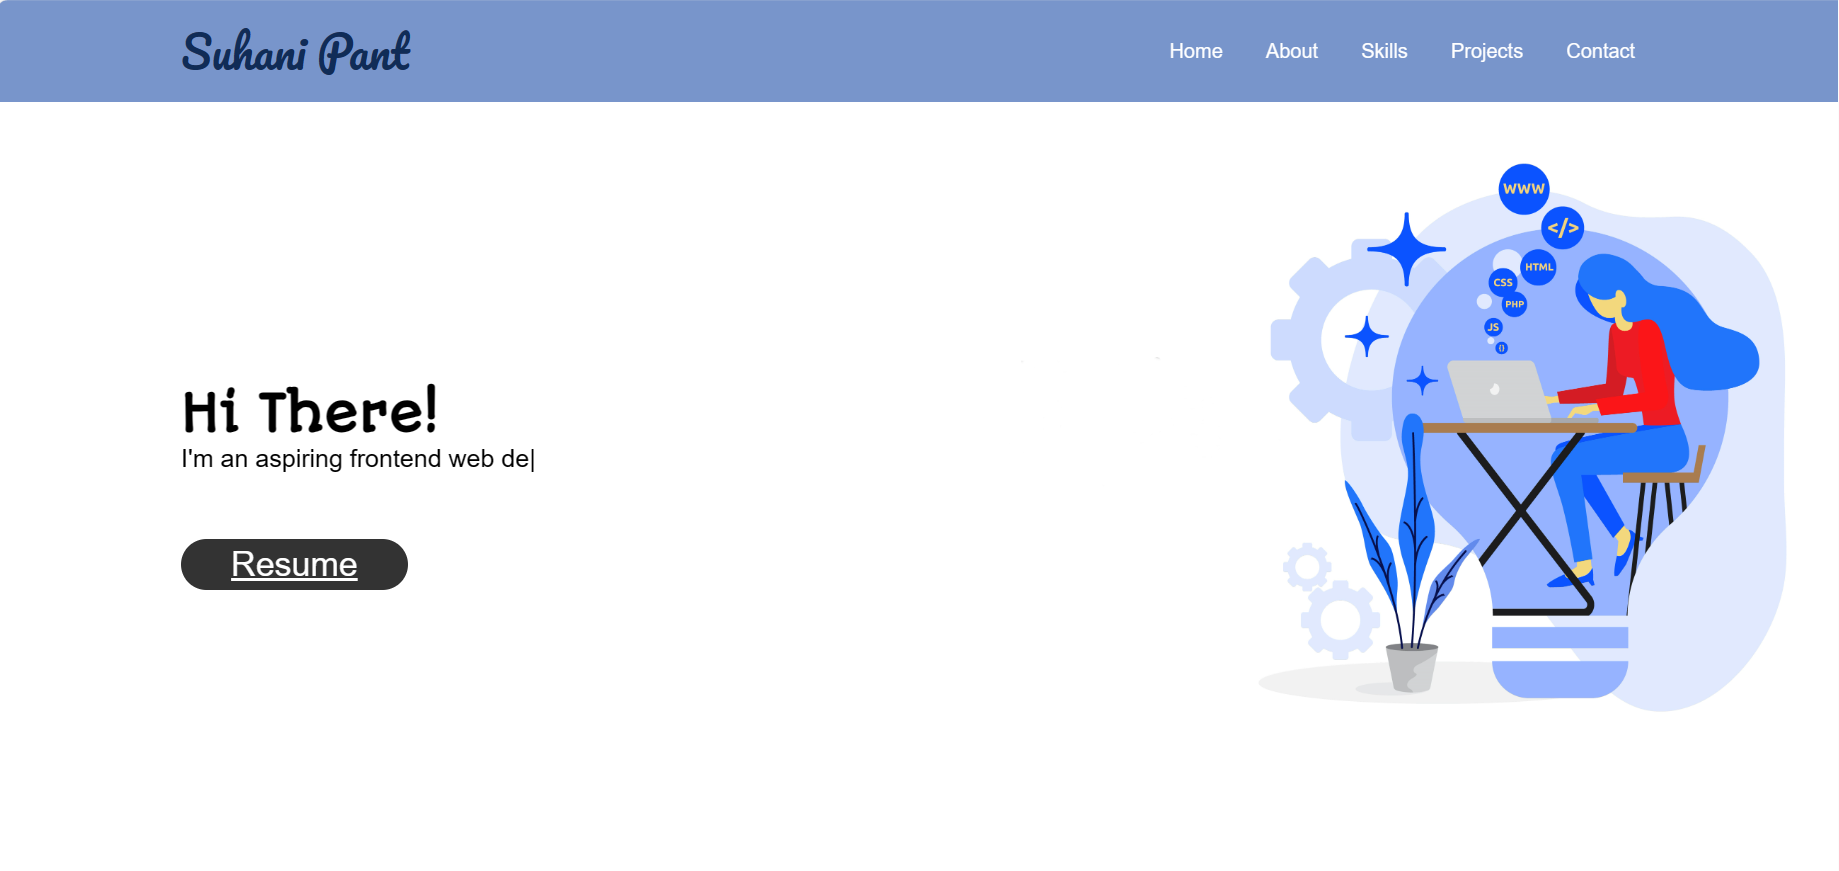 Suhani Pant
Home About Skills Projects Contact
WWW
</>
HTML
CSS
PHP
JS
{}
Hi There!
I'm an aspiring frontend web de|
Resume